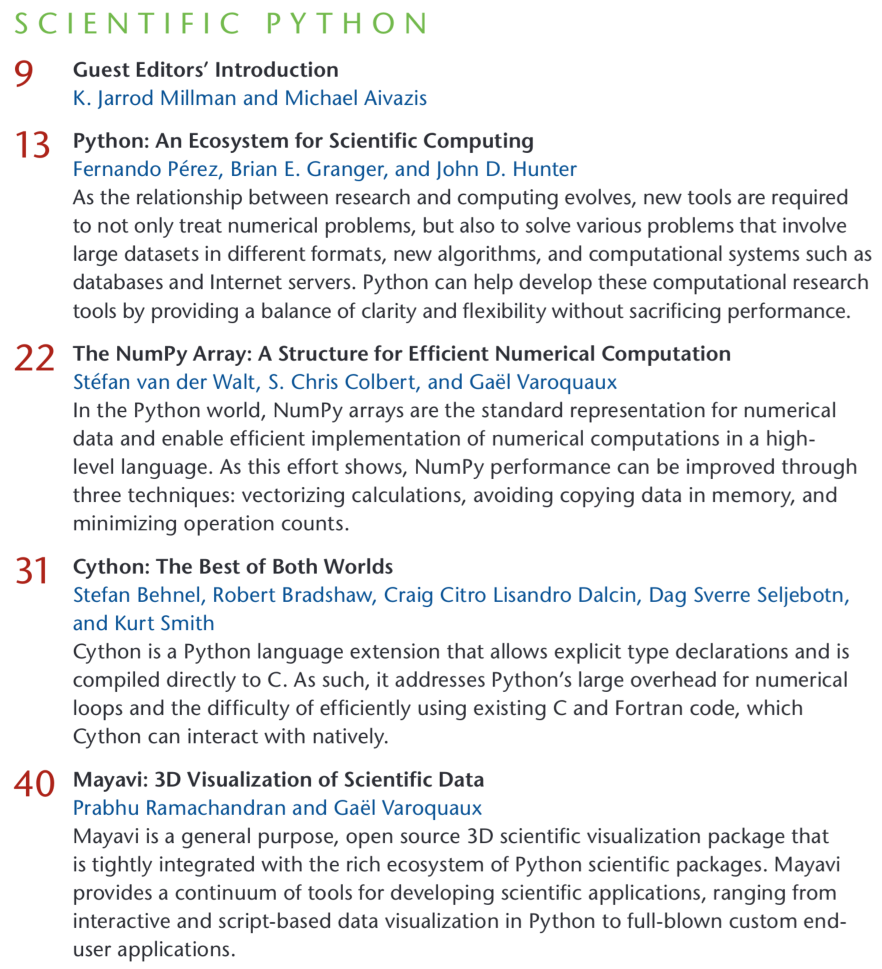 SCIENTIFIC PYTHON
9 Guest Editors’ Introduction
K. Jarrod Millman and Michael Aivazis
13 Python: An Ecosystem for Scientific Computing
Fernando Pérez, Brian E. Granger, and John D. Hunter
As the relationship between research and computing evolves, new tools are required
to not only treat numerical problems, but also to solve various problems that involve
large datasets in different formats, new algorithms, and computational systems such as
databases and Internet servers. Python can help develop these computational research
tools by providing a balance of clarity and flexibility without sacrificing performance.
22 The NumPy Array: A Structure for Efficient Numerical Computation
Stéfan van der Walt, S. Chris Colbert, and Gaël Varoquaux
In the Python world, NumPy arrays are the standard representation for numerical
data and enable efficient implementation of numerical computations in a high-
level language. As this effort shows, NumPy performance can be improved through
three techniques: vectorizing calculations, avoiding copying data in memory, and
minimizing operation counts.
31 Cython: The Best of Both Worlds
Stefan Behnel, Robert Bradshaw, Craig Citro Lisandro Dalcin, Dag Sverre Seljebotn,
and Kurt Smith
Cython is a Python language extension that allows explicit type declarations and is
compiled directly to C. As such, it addresses Python’s large overhead for numerical
loops and the difficulty of efficiently using existing C and Fortran code, which
Cython can interact with natively.
40 Mayavi: 3D Visualization of Scientific Data
Prabhu Ramachandran and Gaël Varoquaux
Mayavi is a general purpose, open source 3D scientific visualization package that
is tightly integrated with the rich ecosystem of Python scientific packages. Mayavi
provides a continuum of tools for developing scientific applications, ranging from
interactive and script-based data visualization in Python to full-blown custom end-
user applications.